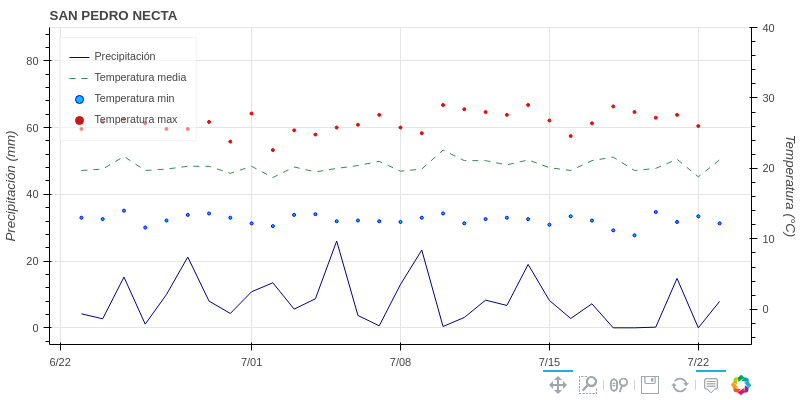 SAN PEDRO NECTA
Precipitación
Temperatura media
Temperatura min
Temperatura max
Precipitación (mm)
80
60
40
20
0
Temperatura (°C)
40
30
20
10
0
6/22
7/01
7/08
7/15
7/22